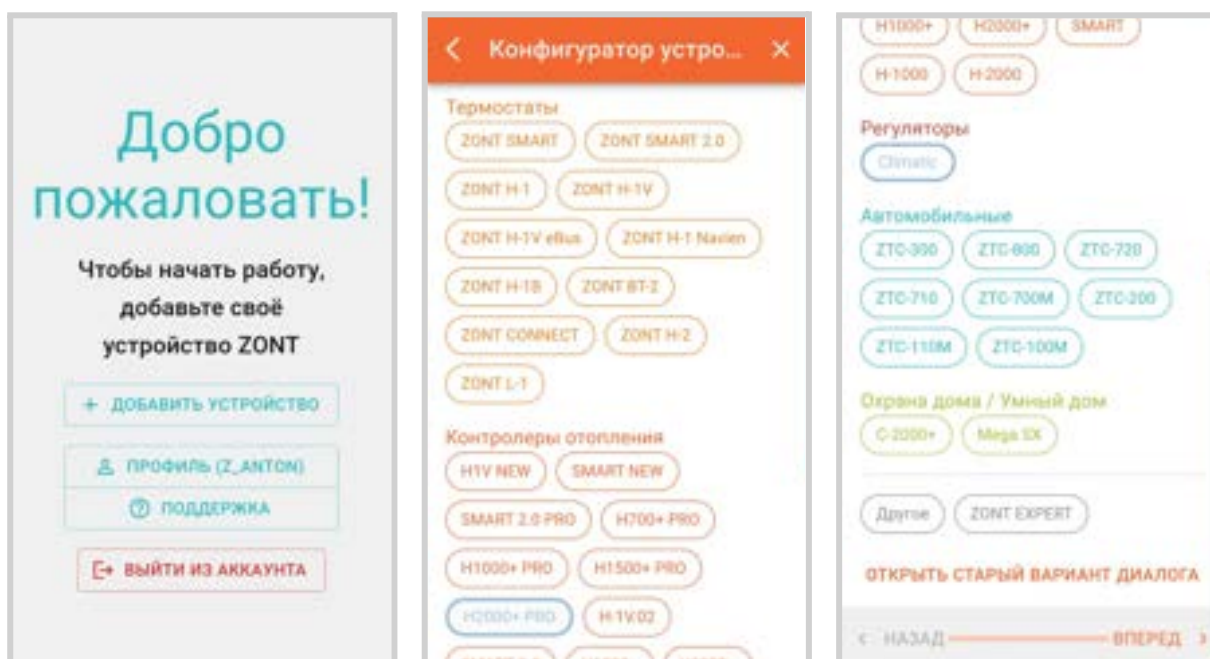 Добро
пожаловать!
Чтобы начать работу,
добавьте своё
устройство ZONT
+ ДОБАВИТЬ УСТРОЙСТВО
ПРОФИЛЬ (Z_ANTON)
ПОДДЕРЖКА
ВЫЙТИ ИЗ АККАУНТА
Конфигуратор устро...
Термостаты
ZONT SMART ZONT SMART 2.0
ZONT H-1 ZONT H-1V
ZONT H-1V eBus ZONT H-1 Navien
ZONT H-1B ZONT BT-2
ZONT CONNECT ZONT H-2
ZONT L-1
Контролеры отопления
H1V NEW SMART NEW
SMART 2.0 PRO H700+ PRO
H1000+ PRO H1500+ PRO
H2000+ PRO H-1V.02
H1000+ H2000+ SMART
H-1000 H-2000
Регуляторы
Climatic
Автомобильные
ZTC-300 ZTC-800 ZTC-720
ZTC-710 ZTC-700M ZTC-200
ZTC-110M ZTC-100M
Охрана дома / Умный дом
C-2000+ Mega SX
Другое ZONT EXPERT
ОТКРЫТЬ СТАРЫЙ ВАРИАНТ ДИАЛОГА
НАЗАД ВПЕРЕД